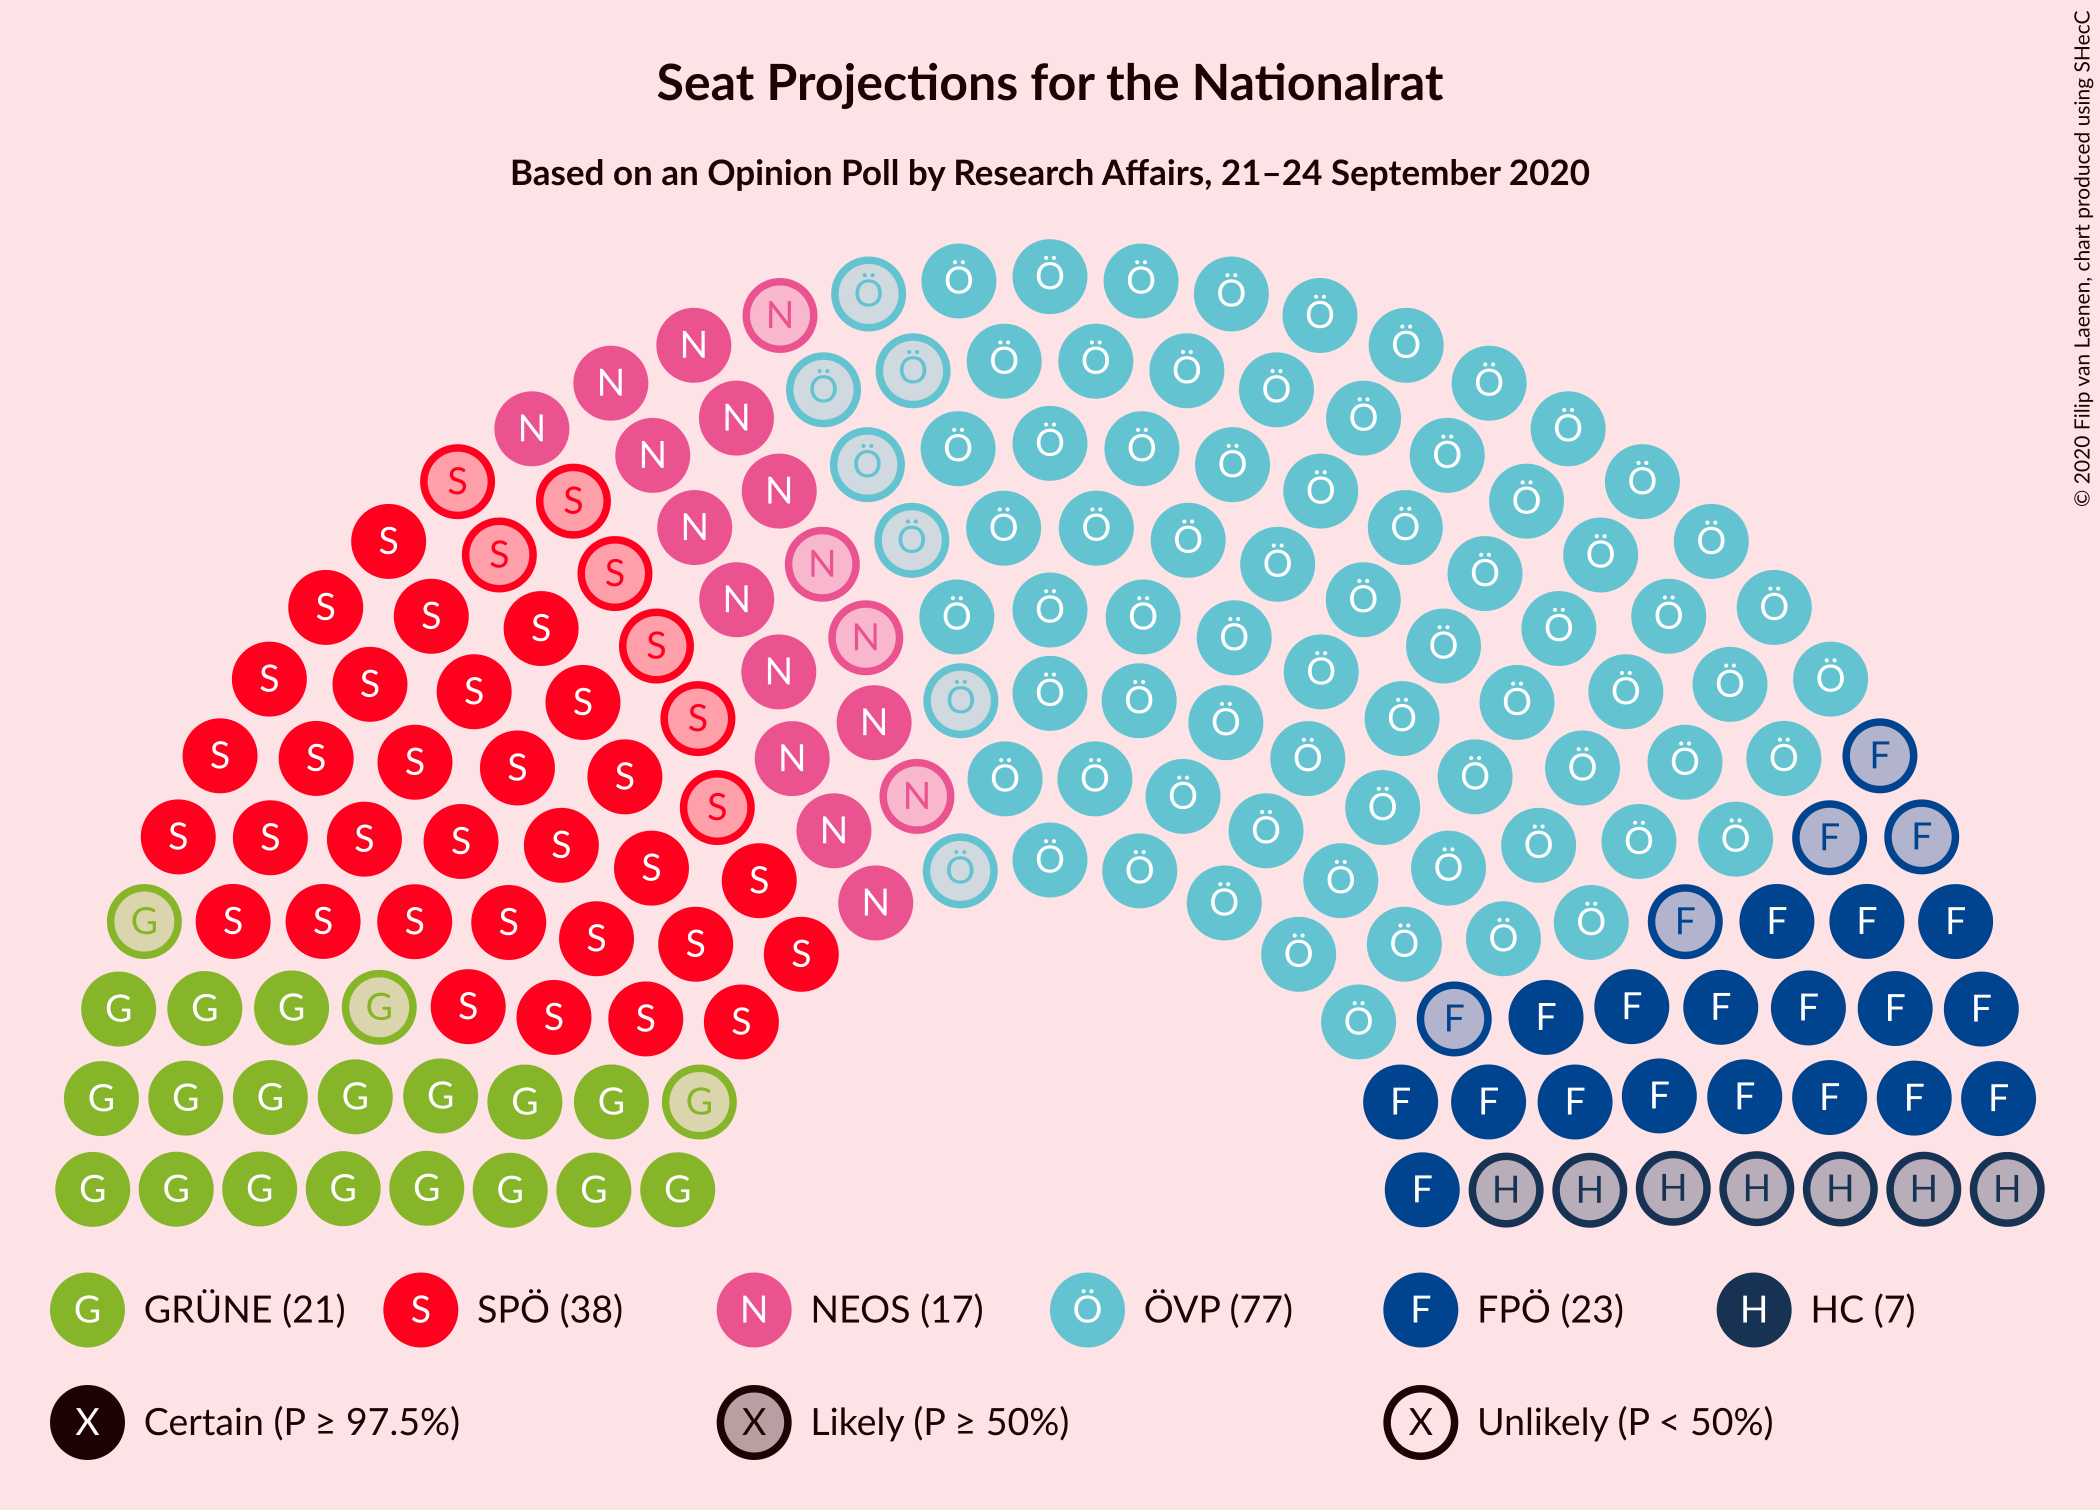 Seat Projections for the Nationalrat
Based on an Opinion Poll by Research Affairs, 21–24 September 2020
© 2020 Filip van Laenen, chart produced using SHecC
Ö Ö Ö Ö Ö
N Ö
N Ö
N Ö Ö Ö Ö Ö Ö
N Ö Ö Ö
N N Ö Ö Ö
S S N N Ö Ö Ö Ö Ö Ö Ö Ö
S S N Ö Ö Ö Ö Ö
S N Ö Ö
S S S N Ö Ö Ö Ö Ö Ö Ö
S S S N N Ö Ö Ö Ö
S S S S N Ö Ö Ö Ö Ö Ö Ö
S S S S S N Ö Ö Ö Ö Ö F
S S N Ö Ö Ö Ö Ö
S S S S S N Ö Ö Ö Ö F F
S S N Ö Ö Ö Ö Ö
G S S S S S S S Ö Ö Ö Ö F F F F
G G G G S S S S Ö F F F F F F F
G G G G G G G G F F F F F F F F
G G G G G G G G F H H H H H H H
G GRÜNE (21) S SPÖ (38) N NEOS (17) Ö ÖVP (77) F FPÖ (23) H HC (7)
X Certain (P ≥ 97.5%) X Likely (P ≥ 50%) X Unlikely (P < 50%)